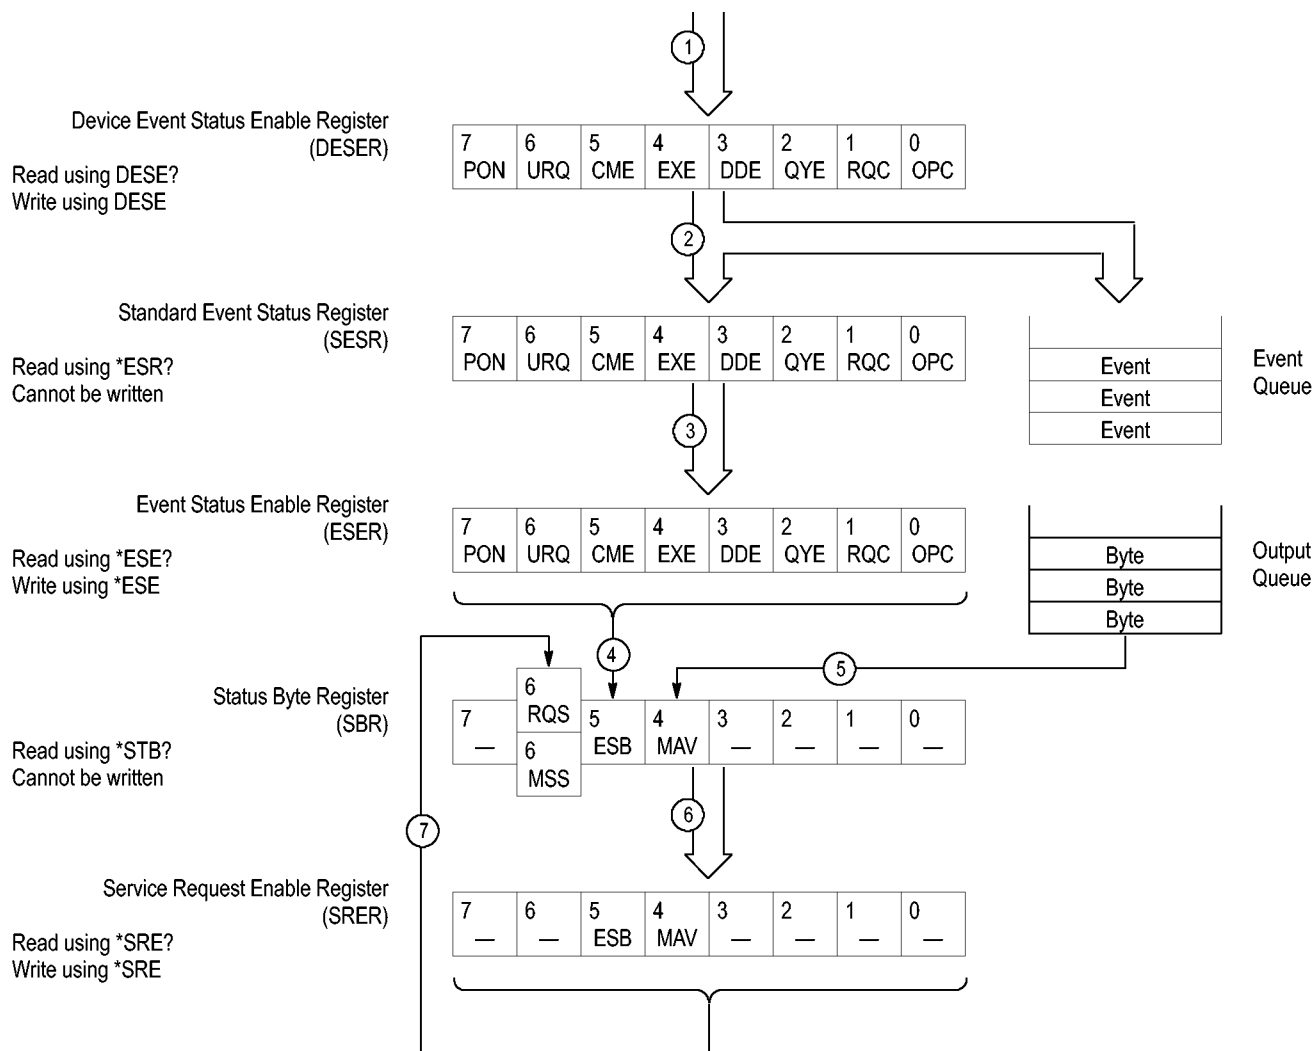 1
Device Event Status Enable Register
(DESER)
Read using DESE?
Write using DESE
7 6 5 4 3 2 1 0
PON URQ CME EXE DDE QYE RQC OPC
2
Standard Event Status Register
(SESR)
Read using *ESR?
Cannot be written
7 6 5 4 3 2 1 0
PON URQ CME EXE DDE QYE RQC OPC
Event
Event
Event
Event
Queue
3
Event Status Enable Register
(ESER)
Read using *ESE?
Write using *ESE
7 6 5 4 3 2 1 0
PON URQ CME EXE DDE QYE RQC OPC
Byte
Byte
Byte
Output
Queue
4
5
Status Byte Register
(SBR)
Read using *STB?
Cannot be written
6
RQS
7 5 4 3 2 1 0
— ESB MAV — — — —
6
MSS
6
7
Service Request Enable Register
(SRER)
Read using *SRE?
Write using *SRE
7 6 5 4 3 2 1 0
— — ESB MAV — — — —